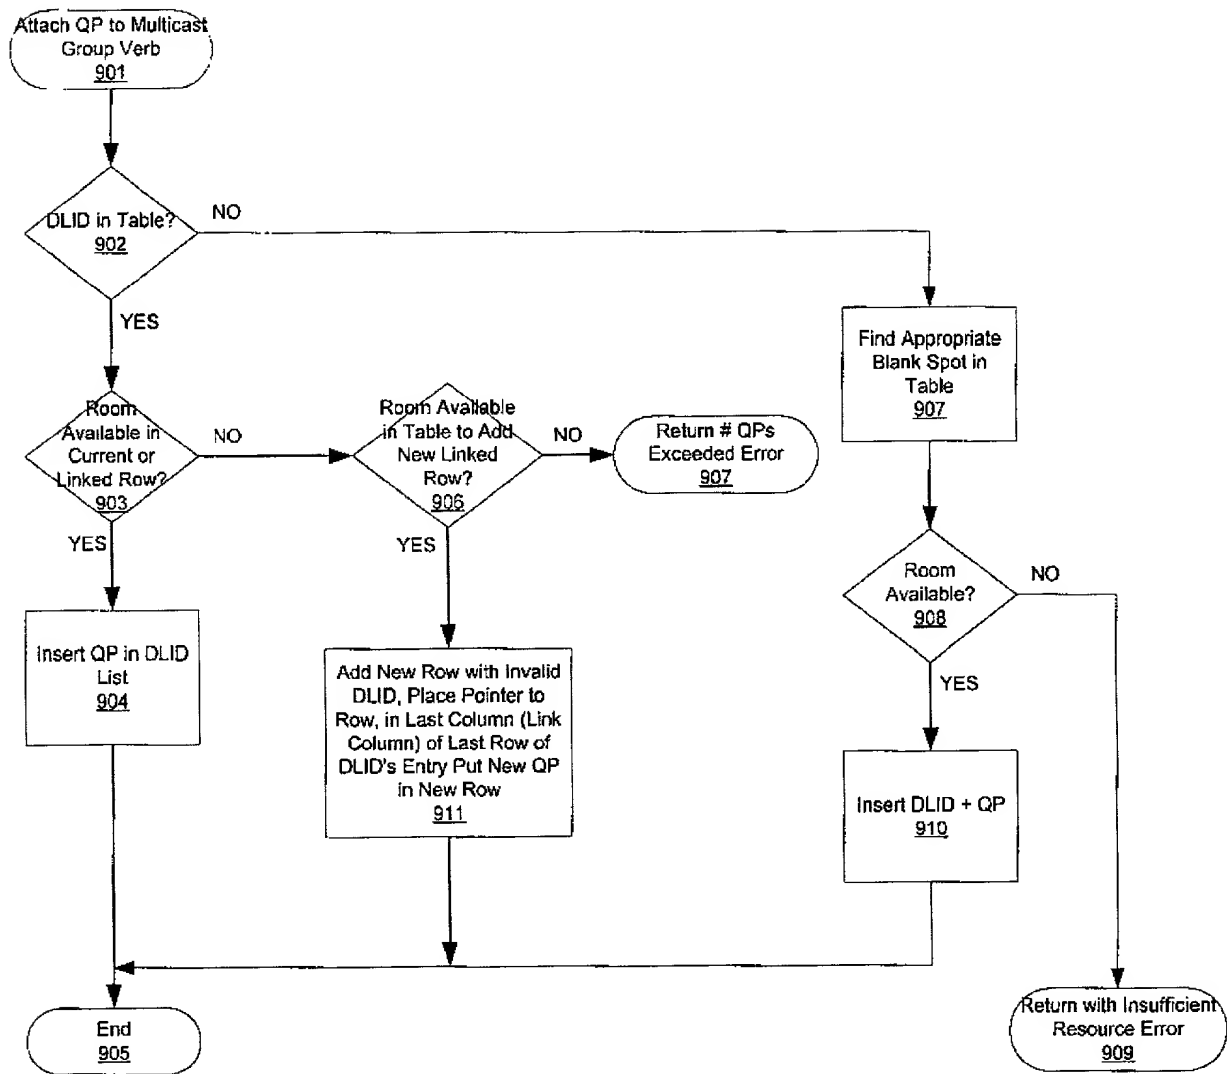 Attach QP to Multicast
Group Verb
901
DLID in Table?
902
NO
YES
Room
Available in
Current or
Linked Row?
903
NO
YES
Insert QP in DLID
List
904
Room Available
in Table to Add
New Linked
Row?
906
NO
YES
Return # QPs
Exceeded Error
907
Add New Row with Invalid
DLID, Place Pointer to
Row, in Last Column (Link
Column) of Last Row of
DLID's Entry Put New QP
in New Row
911
Find Appropriate
Blank Spot in
Table
907
Room
Available?
908
NO
YES
Insert DLID + QP
910
End
905
Return with Insufficient
Resource Error
909